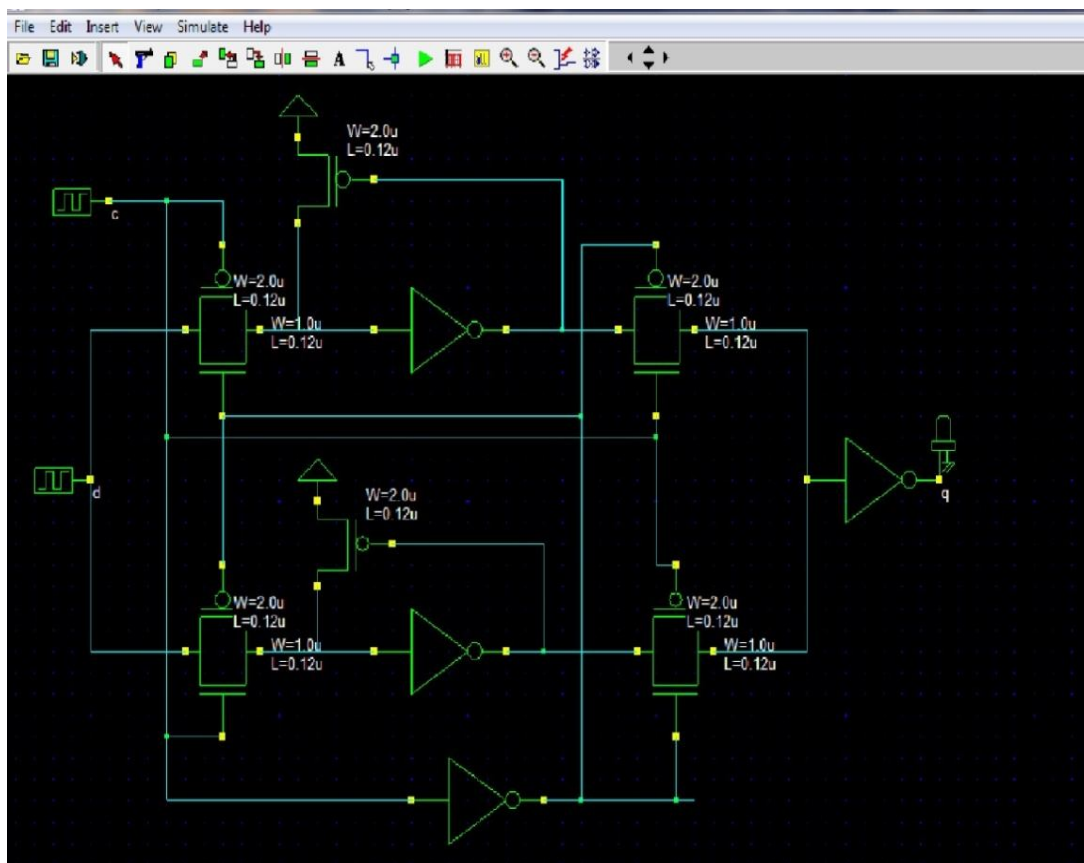 File Edit Insert View Simulate Help
A
W=2.0u
L=0.12u
c
W=2.0u
L=0.12u
W=1.0u
L=0.12u
W=2.0u
L=0.12u
W=1.0u
L=0.12u
d
W=2.0u
L=0.12u
q
W=2.0u
L=0.12u
W=1.0u
L=0.12u
W=2.0u
L=0.12u
W=1.0u
L=0.12u